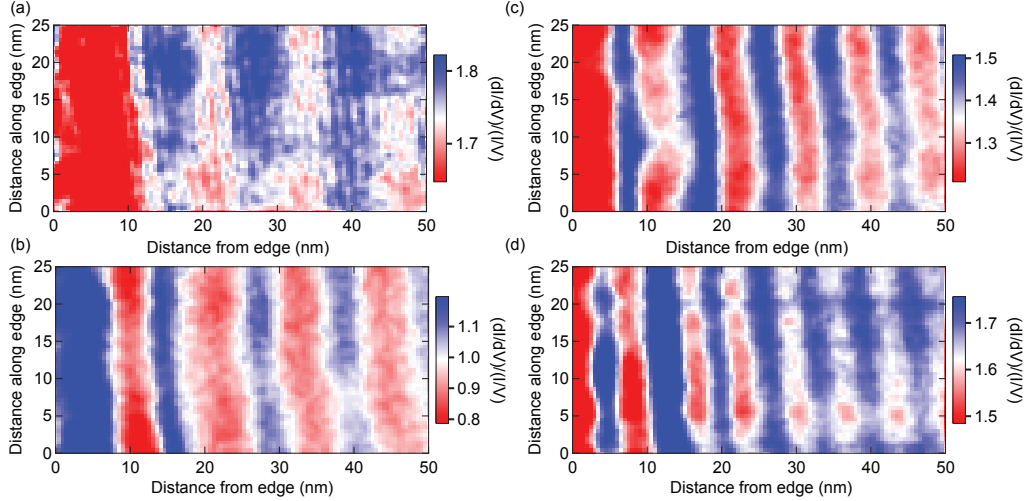 (a)
25
20
15
10
5
0
Distance along edge (nm)
0 10 20 30 40 50
Distance from edge (nm)
1.8
1.7
(dI/dV)/(I/V)
(b)
25
20
15
10
5
0
Distance along edge (nm)
0 10 20 30 40 50
Distance from edge (nm)
1.1
1.0
0.9
0.8
(dI/dV)/(I/V)
(c)
25
20
15
10
5
0
Distance along edge (nm)
0 10 20 30 40 50
Distance from edge (nm)
1.5
1.4
1.3
(dI/dV)/(I/V)
(d)
25
20
15
10
5
0
Distance along edge (nm)
0 10 20 30 40 50
Distance from edge (nm)
1.7
1.6
1.5
(dI/dV)/(I/V)